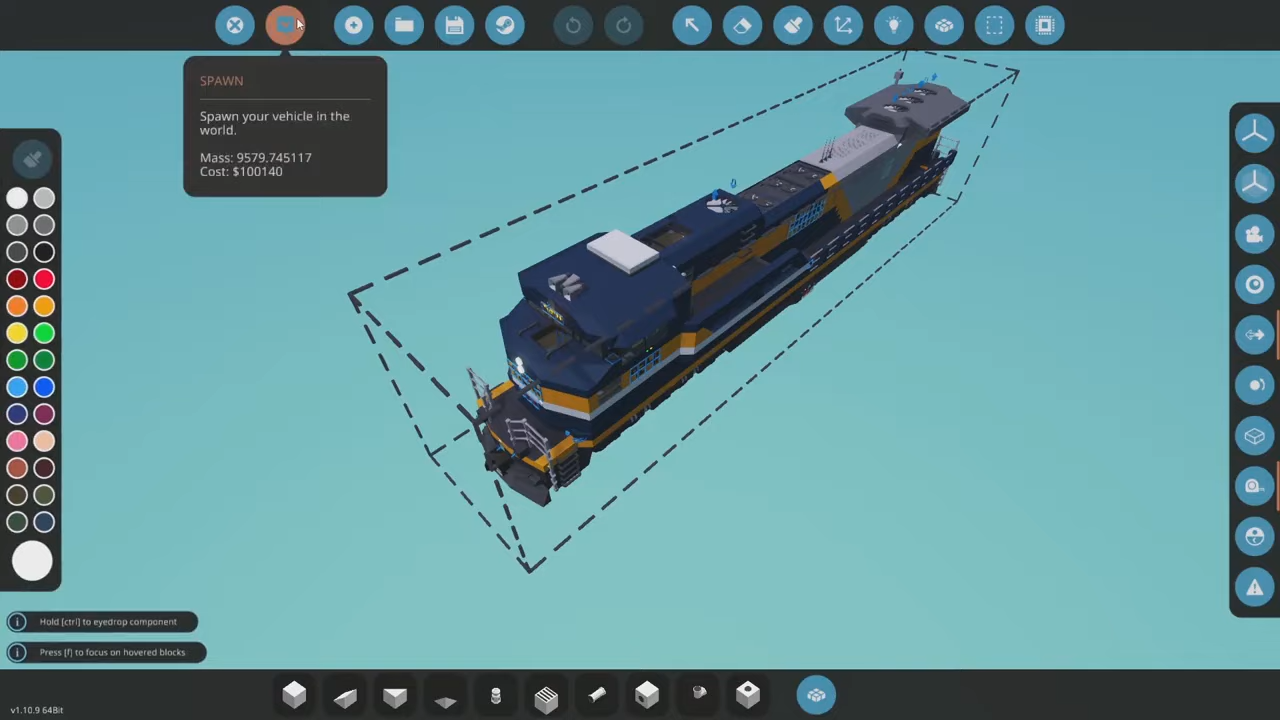 SPAWN
Spawn your vehicle in the
world.
Mass: 9579.745117
Cost: $100140
Hold [ctrl] to eyedrop component
Press [f] to focus on hovered blocks
v1.10.9 64Bit